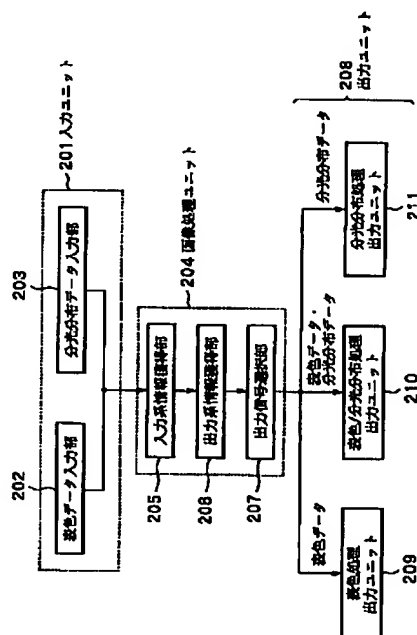 201 入力ユニット
202
203
表色データ入力部
分光分布データ入力部
204 画像処理ユニット
205
入力系情報獲得部
206
出力系情報獲得部
207
出力信号選択部
208
出力ユニット
表色データ
表色データ・
分光分布データ
分光分布データ
表色処理
出力ユニット
表色/分光分布処理
出力ユニット
分光分布処理
出力ユニット
209
210
211